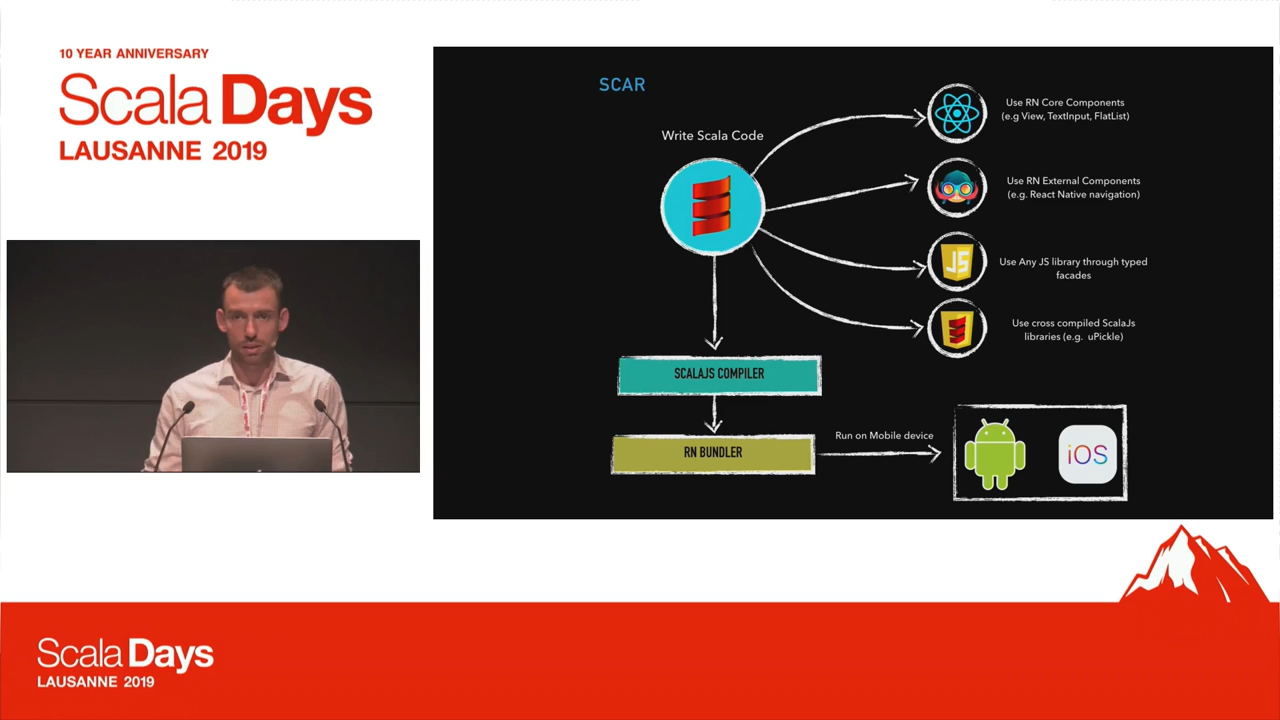 10 YEAR ANNIVERSARY
Scala Days
LAUSANNE 2019
SCAR
Write Scala Code
Use RN Core Components
(e.g View, TextInput, FlatList)
Use RN External Components
(e.g. React Native navigation)
JS
Use Any JS library through typed
facades
Use cross compiled ScalaJs
libraries (e.g. uPickle)
SCALAJS COMPILER
RN BUNDLER
Run on Mobile device
iOS
Scala Days
LAUSANNE 2019